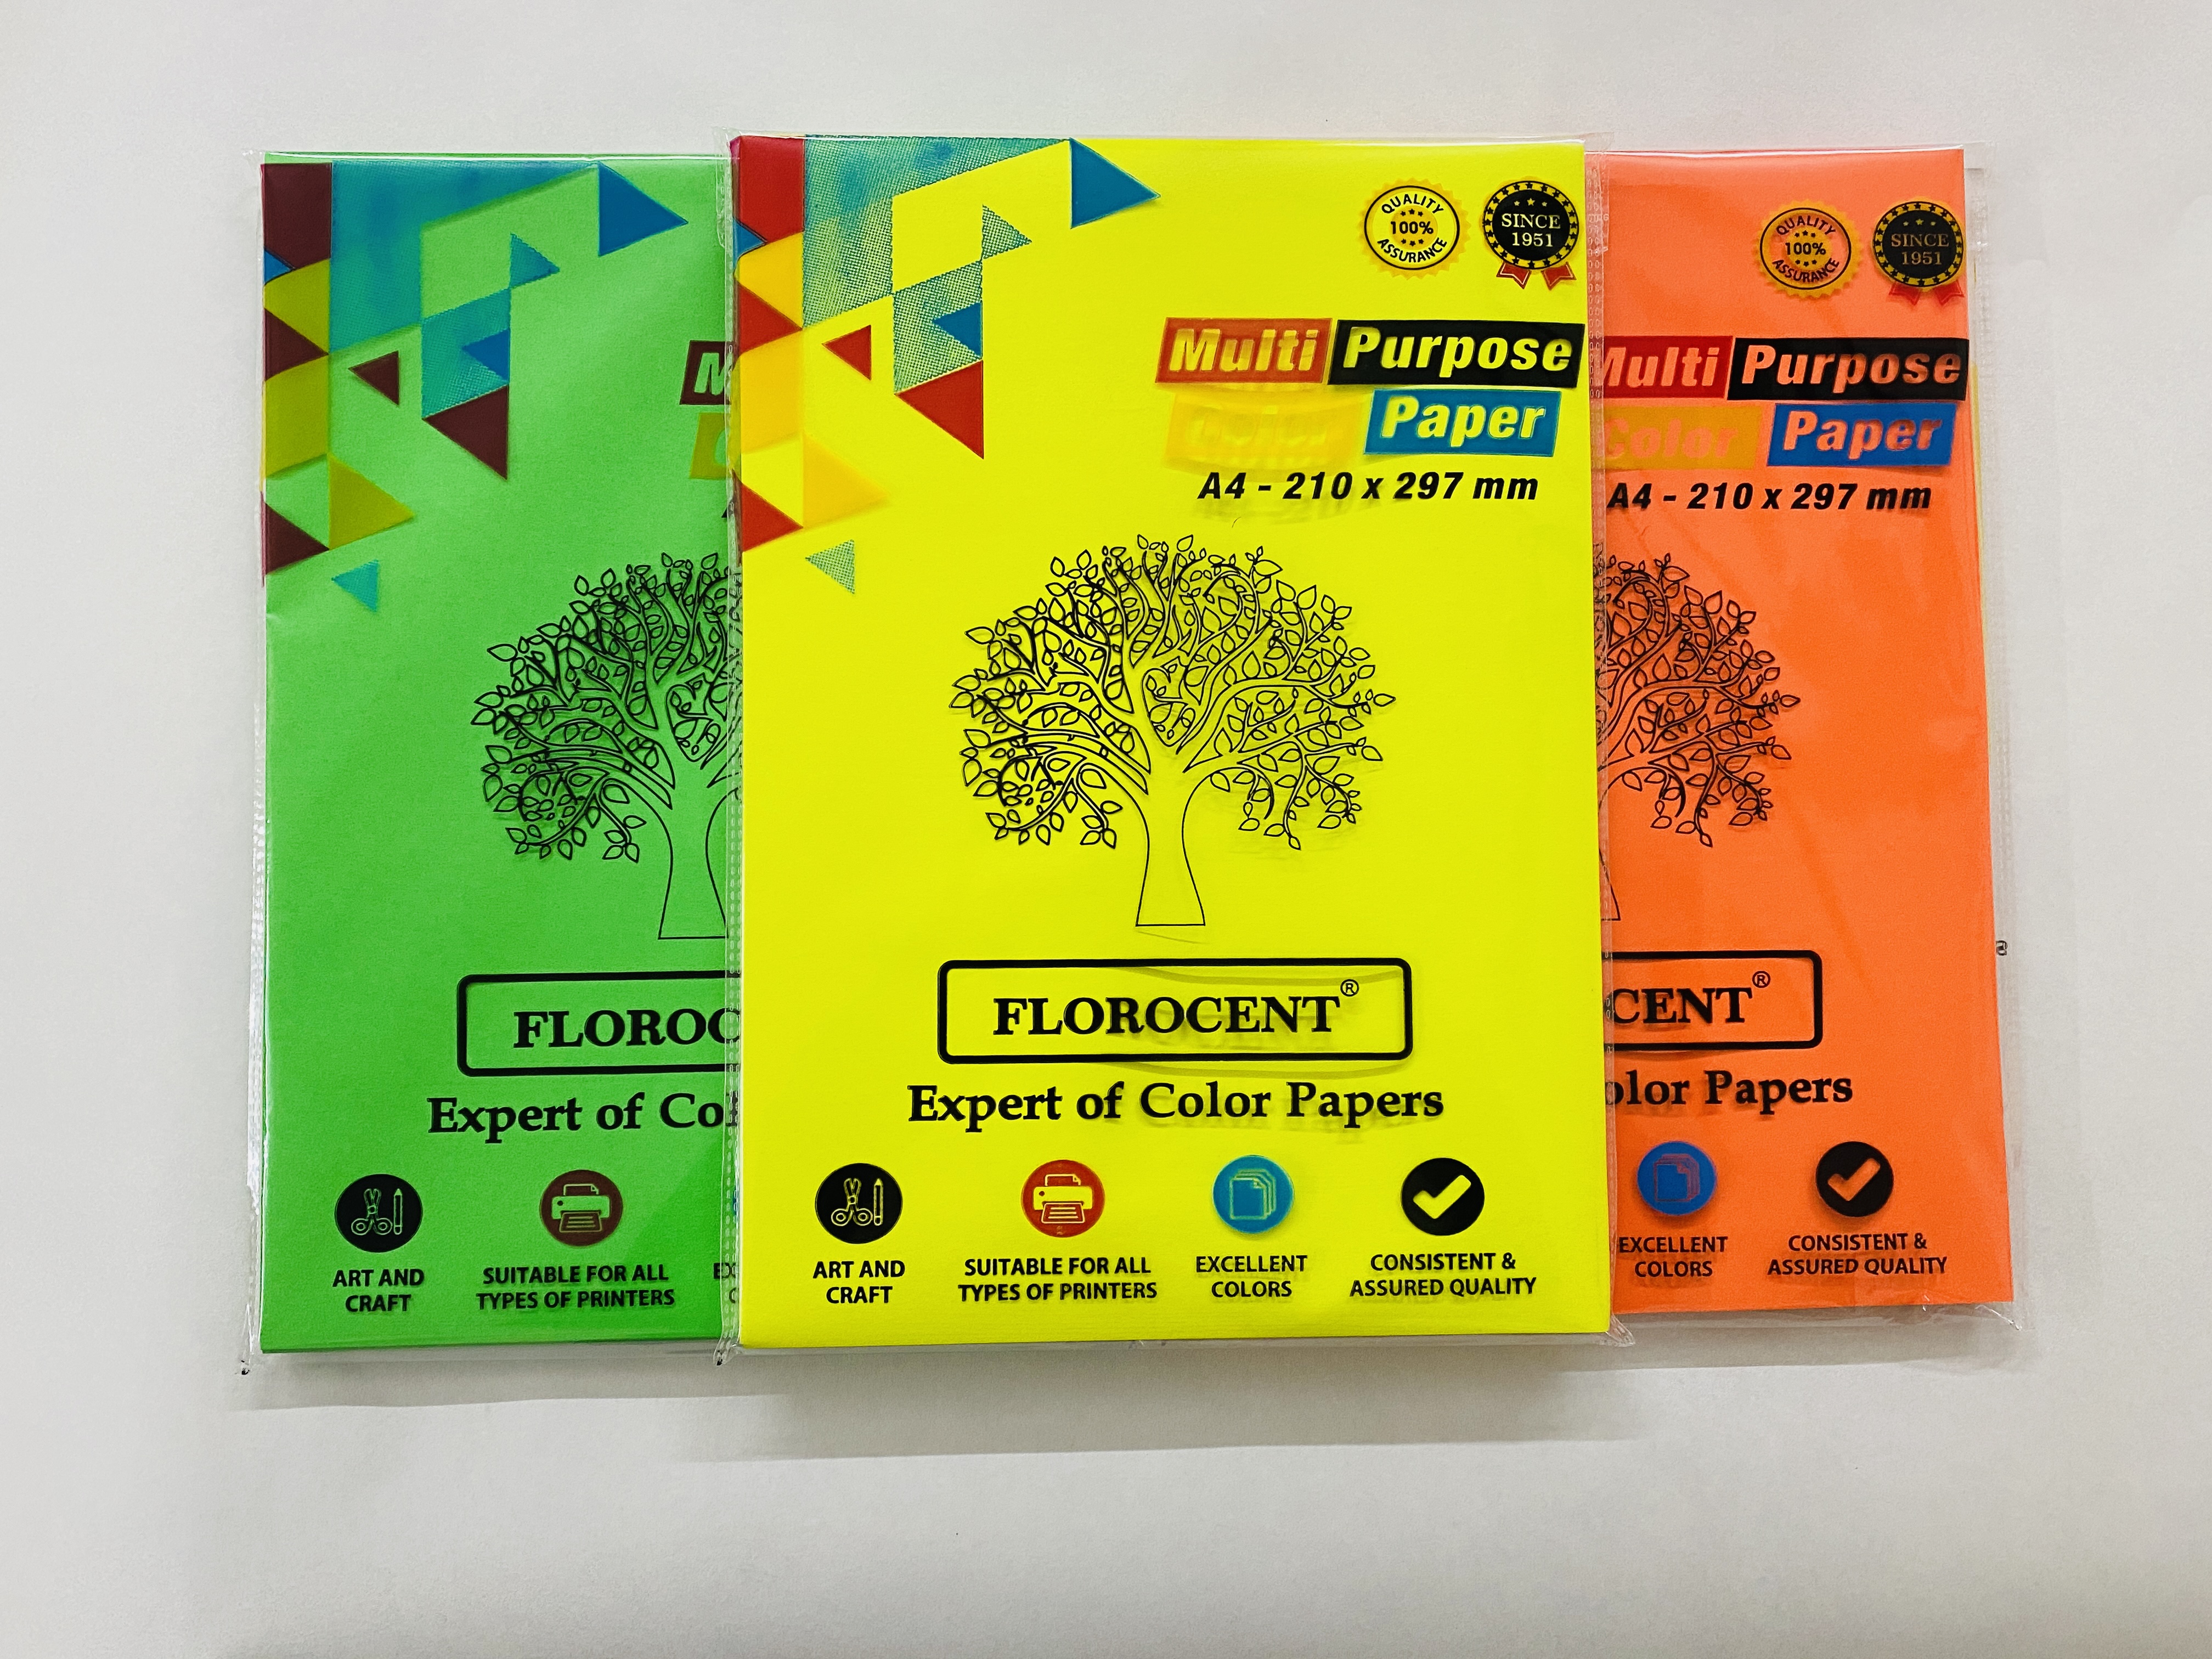 QUALITY
100%
ASSURANCE
SINCE
1951
Multi Purpose
Color Paper
A4 - 210 x 297 mm
FLOROCENT®
Expert of Color Papers
ART AND
CRAFT
SUITABLE FOR ALL
TYPES OF PRINTERS
EXCELLENT
COLORS
CONSISTENT &
ASSURED QUALITY
M
C
FLOROC
Expert of Col
ART AND
CRAFT
SUITABLE FOR ALL
TYPES OF PRINTERS
EX
QUALITY
100%
ASSURANCE
SINCE
1951
Multi Purpose
Color Paper
A4 - 210 x 297 mm
CENT®
olor Papers
EXCELLENT
COLORS
CONSISTENT &
ASSURED QUALITY